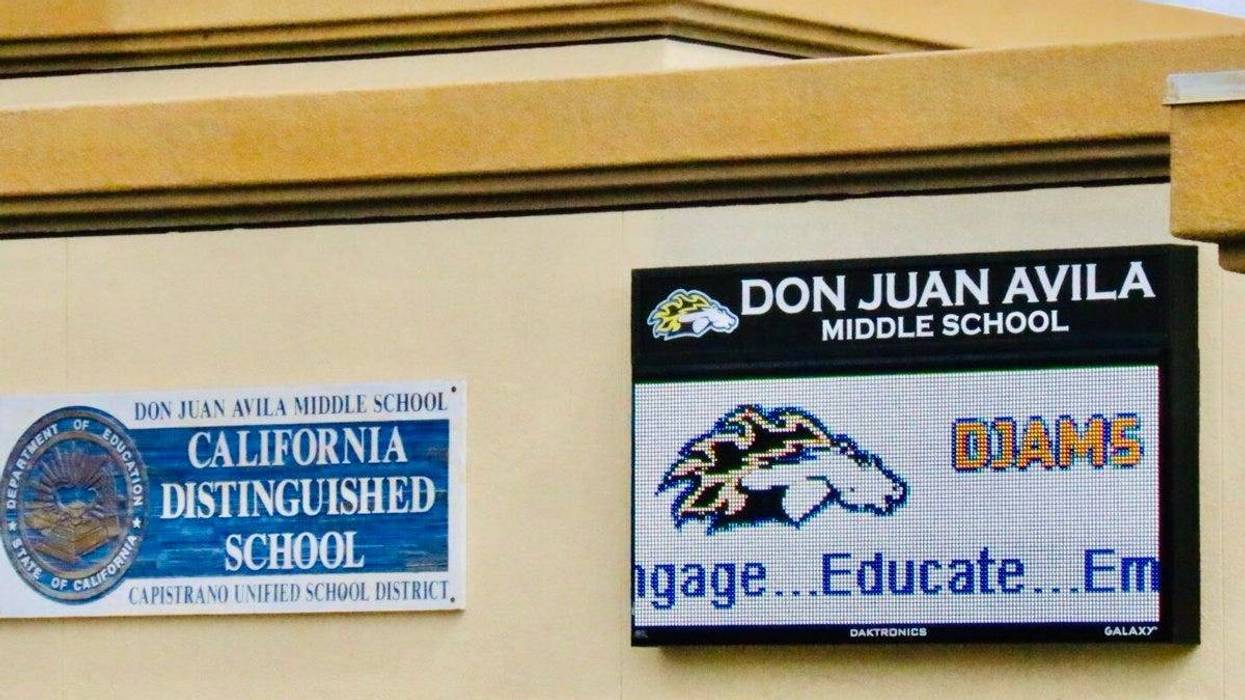 DON JUAN AVILA MIDDLE SCHOOL
CALIFORNIA
DISTINGUISHED
SCHOOL
CAPISTRANO UNIFIED SCHOOL DISTRICT
DEPARTMENT OF EDUCATION
STATE OF CALIFORNIA
DON JUAN AVILA
MIDDLE SCHOOL
DJAMS
ngage...Educate...Em
DAKTRONICS
GALAXY